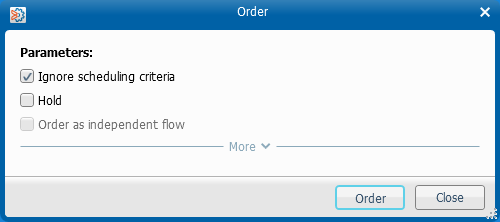 Order
Parameters:
Ignore scheduling criteria
Hold
Order as independent flow
More
Order Close